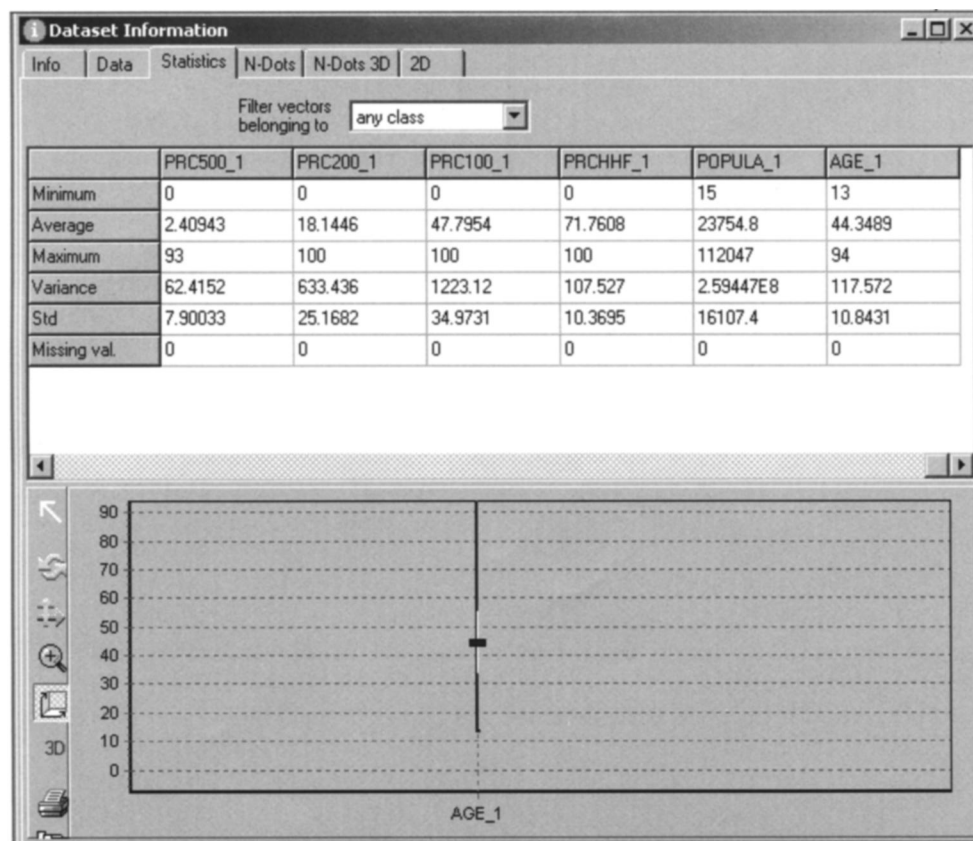 Dataset Information
Info Data Statistics N-Dots N-Dots 3D 2D
Filter vectors
belonging to any class
PRC500_1 PRC200_1 PRC100_1 PRCHHF_1 POPULA_1 AGE_1
Minimum 0 0 0 0 15 13
Average 2.40943 18.1446 47.7954 71.7608 23754.8 44.3489
Maximum 93 100 100 100 112047 94
Variance 62.4152 633.436 1223.12 107.527 2.59447E8 117.572
Std 7.90033 25.1682 34.9731 10.3695 16107.4 10.8431
Missing val. 0 0 0 0 0 0
90
80
70
60
50
40
30
20
10
0
3D
AGE_1